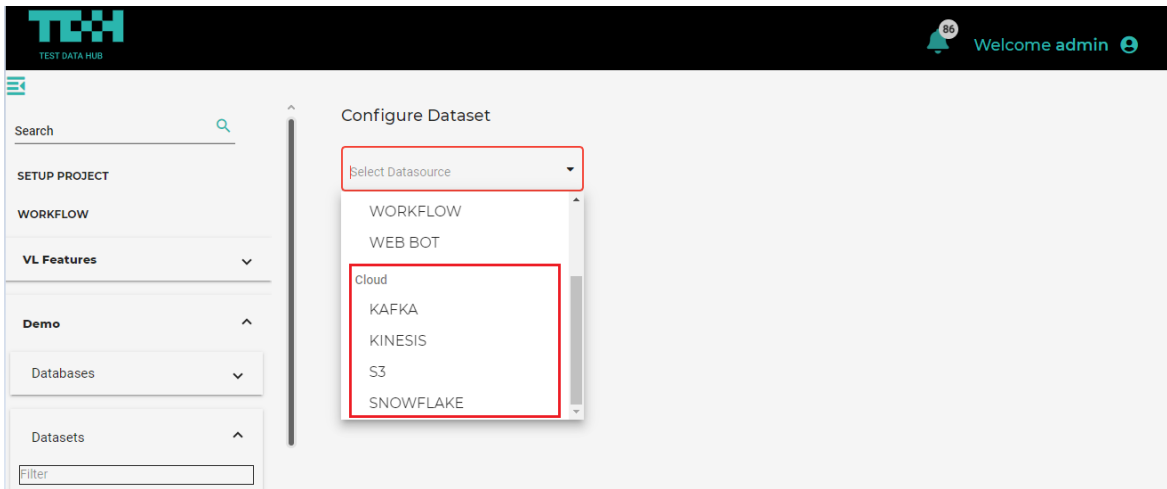 TDH
TEST DATA HUB
86
Welcome admin
Search
SETUP PROJECT
WORKFLOW
VL Features
Demo
Databases
Datasets
Filter
Configure Dataset
Select Datasource
WORKFLOW
WEB BOT
Cloud
KAFKA
KINESIS
S3
SNOWFLAKE